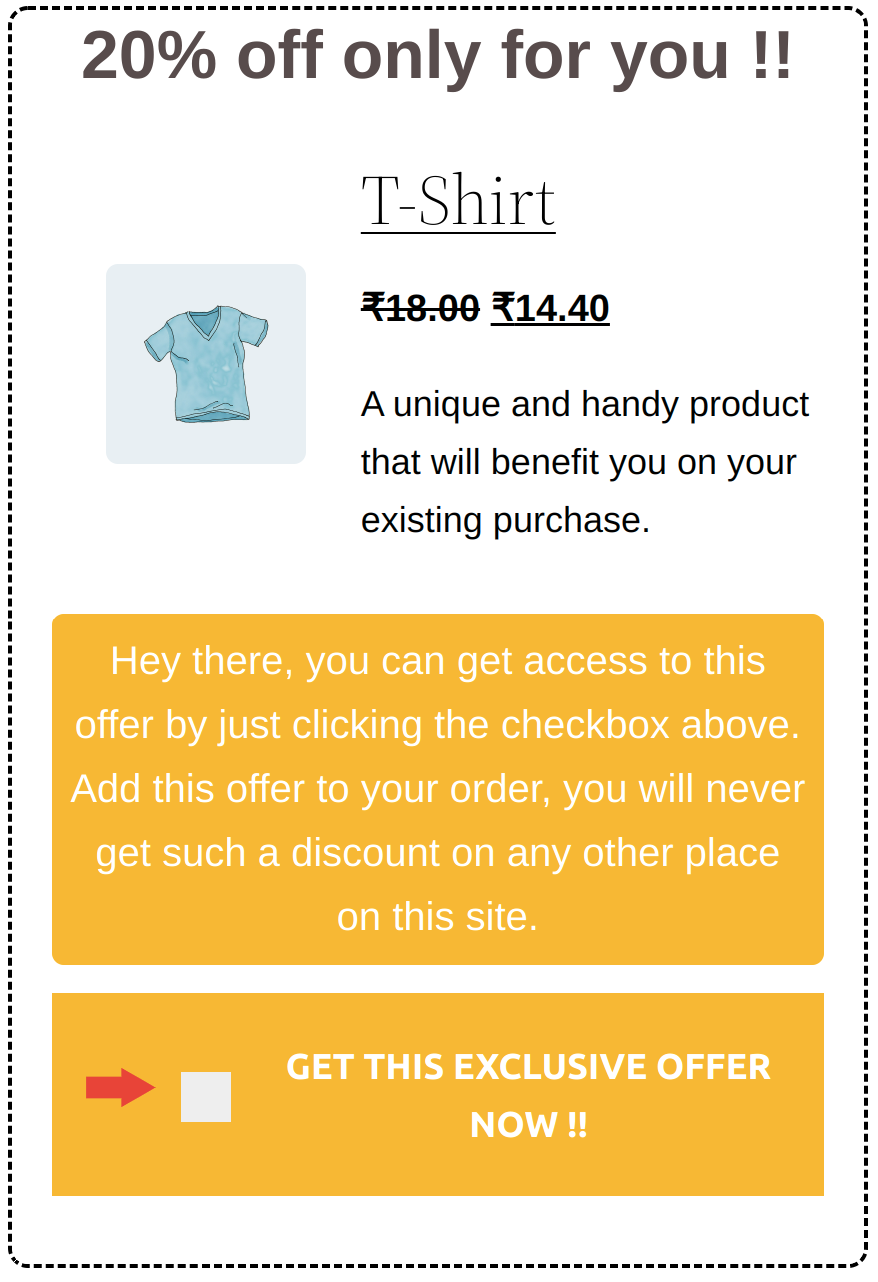 20% off only for you !!
T-Shirt
₹18.00 ₹14.40
A unique and handy product
that will benefit you on your
existing purchase.
Hey there, you can get access to this
offer by just clicking the checkbox above.
Add this offer to your order, you will never
get such a discount on any other place
on this site.
GET THIS EXCLUSIVE OFFER
NOW !!